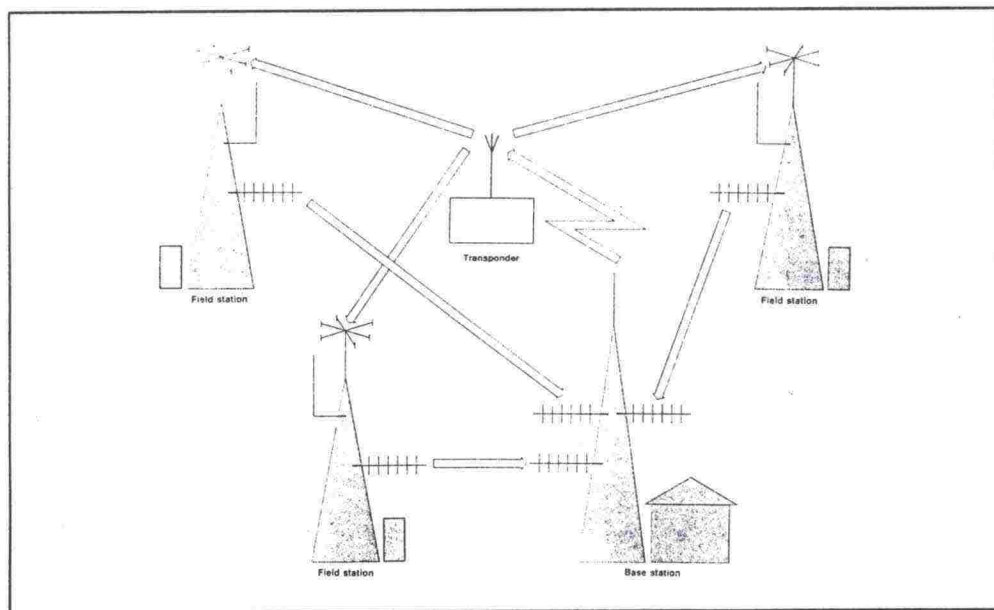 Transponder
Field station
Field station
Field station
Base station